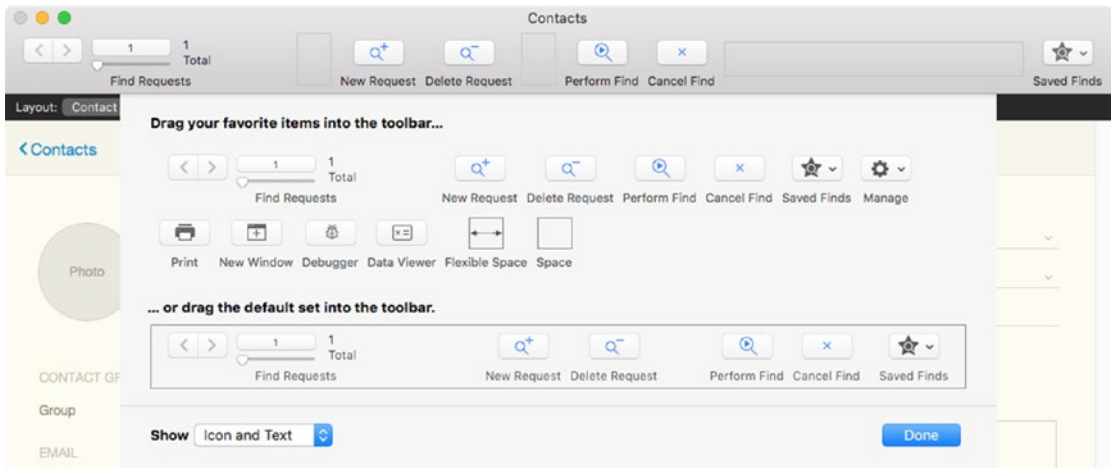 Contacts
1
1
Total
Find Requests
New Request Delete Request
Perform Find Cancel Find
Saved Finds
Layout: Contact
Contacts
Drag your favorite items into the toolbar...
1
1
Total
Find Requests
New Request Delete Request Perform Find Cancel Find Saved Finds Manage
Print New Window Debugger Data Viewer Flexible Space Space
Photo
... or drag the default set into the toolbar.
1
1
Total
Find Requests
New Request Delete Request
Perform Find Cancel Find Saved Finds
CONTACT GR
Group
Show Icon and Text
Done
EMAIL